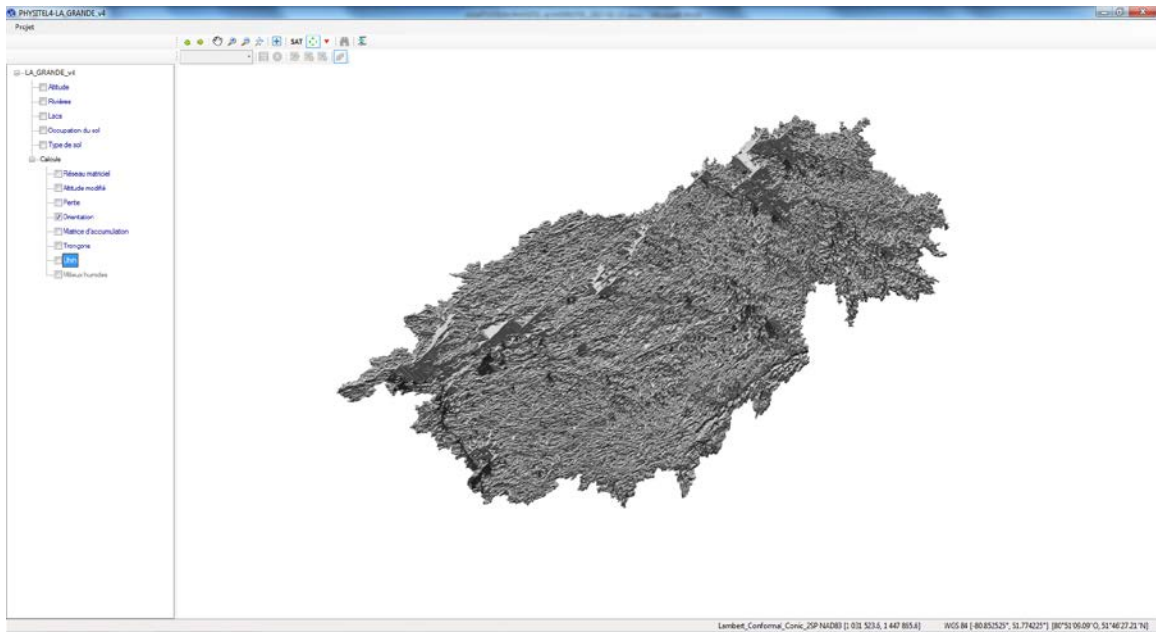 PHYSITEL4-LA_GRANDE_v4
Projet
SAT
LA_GRANDE_v4
Altitude
Rivières
Lacs
Occupation du sol
Type de sol
Calculs
Réseau matriciel
Altitude modifié
Pente
Orientation
Matrice d'accumulation
Tronçons
Uhrh
Milieux humides
Lambert_Conformal_Conic_2SP NAD83 [1 031 523.6, 1 447 865.6] WGS 84 [-80.852525°, 51.774225°] [80°51'09.09''O, 51°46'27.21''N]